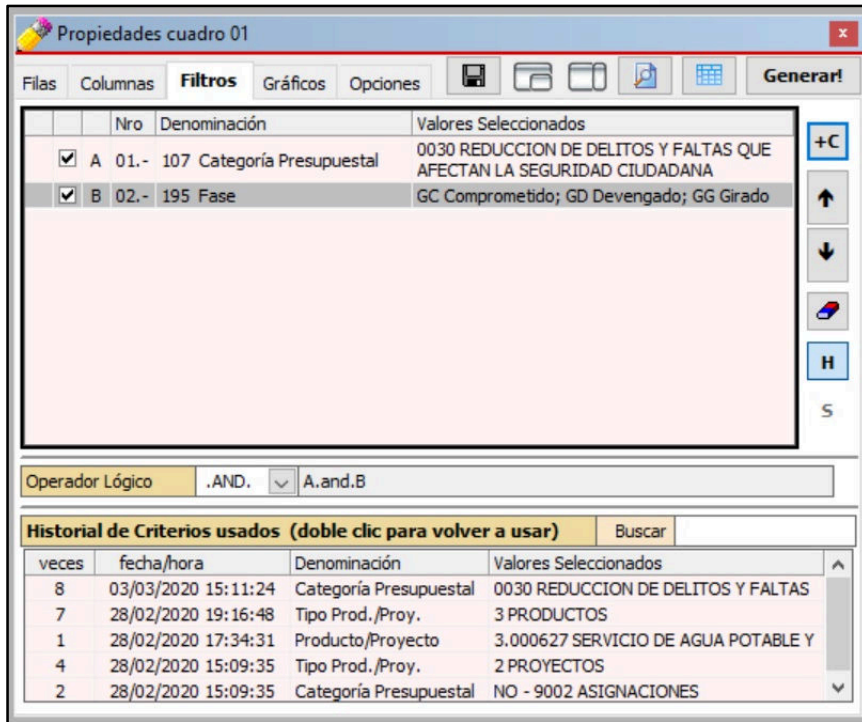 Propiedades cuadro 01
x
Filas Columnas Filtros Gráficos Opciones Generar!
Nro Denominación Valores Seleccionados
A 01.- 107 Categoría Presupuestal 0030 REDUCCION DE DELITOS Y FALTAS QUE
AFECTAN LA SEGURIDAD CIUDADANA
B 02.- 195 Fase GC Comprometido; GD Devengado; GG Girado
+C
H
S
Operador Lógico .AND. A.and.B
Historial de Criterios usados (doble clic para volver a usar) Buscar
veces fecha/hora Denominación Valores Seleccionados
8 03/03/2020 15:11:24 Categoría Presupuestal 0030 REDUCCION DE DELITOS Y FALTAS
7 28/02/2020 19:16:48 Tipo Prod./Proy. 3 PRODUCTOS
1 28/02/2020 17:34:31 Producto/Proyecto 3.000627 SERVICIO DE AGUA POTABLE Y
4 28/02/2020 15:09:35 Tipo Prod./Proy. 2 PROYECTOS
2 28/02/2020 15:09:35 Categoría Presupuestal NO - 9002 ASIGNACIONES